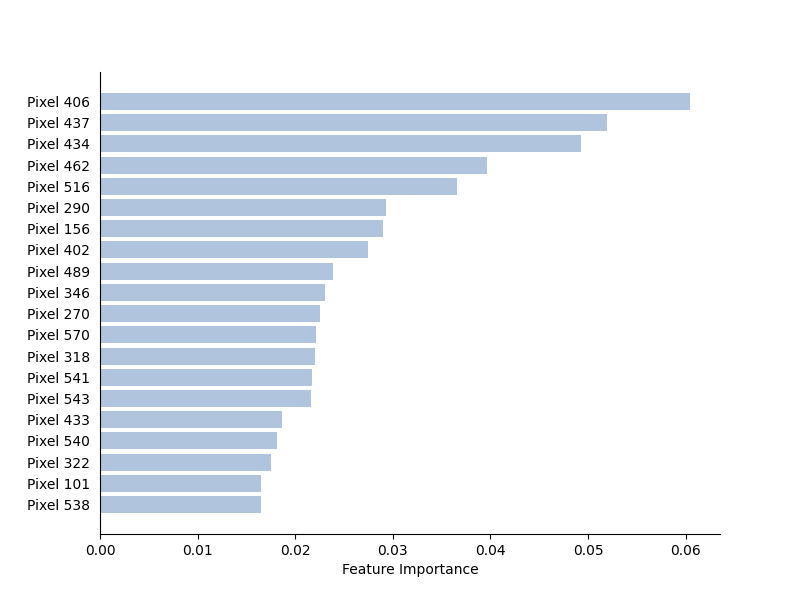 Pixel 406
Pixel 437
Pixel 434
Pixel 462
Pixel 516
Pixel 290
Pixel 156
Pixel 402
Pixel 489
Pixel 346
Pixel 270
Pixel 570
Pixel 318
Pixel 541
Pixel 543
Pixel 433
Pixel 540
Pixel 322
Pixel 101
Pixel 538
0.00 0.01 0.02 0.03 0.04 0.05 0.06
Feature Importance